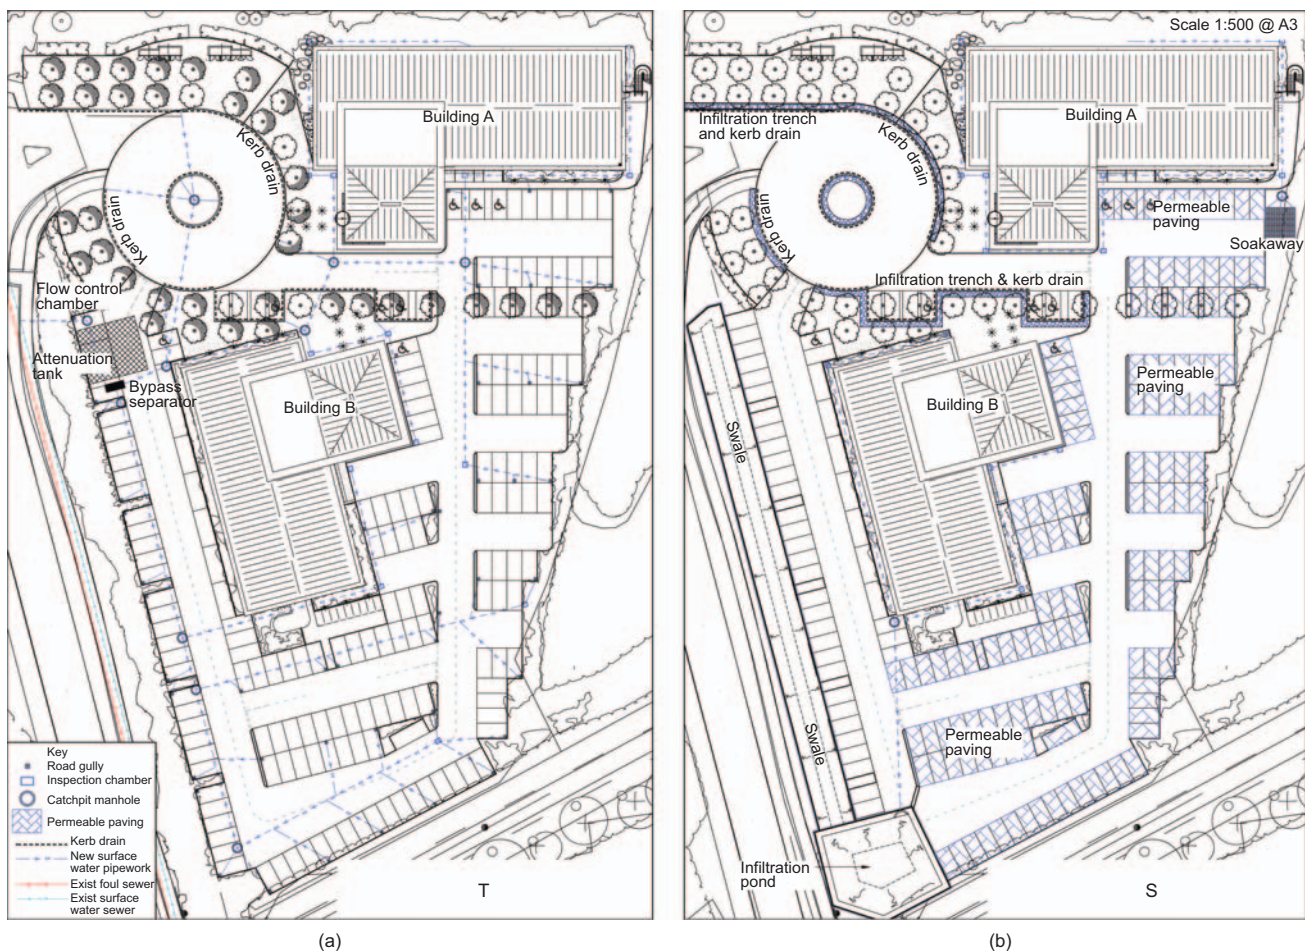 Building A
Kerb drain
Kerb drain
Flow control
chamber
Attenuation
tank
Bypass
separator
Building B
Key
Road gully
Inspection chamber
Catchpit manhole
Permeable paving
Kerb drain
New surface
water pipework
Exist foul sewer
Exist surface
water sewer
T
(a)
Scale 1:500 @ A3
Building A
Infiltration trench
and kerb drain
Kerb drain
Kerb drain
Permeable
paving
Soakaway
Infiltration trench & kerb drain
Permeable
paving
Building B
Swale
Swale
Permeable
paving
Infiltration
pond
S
(b)